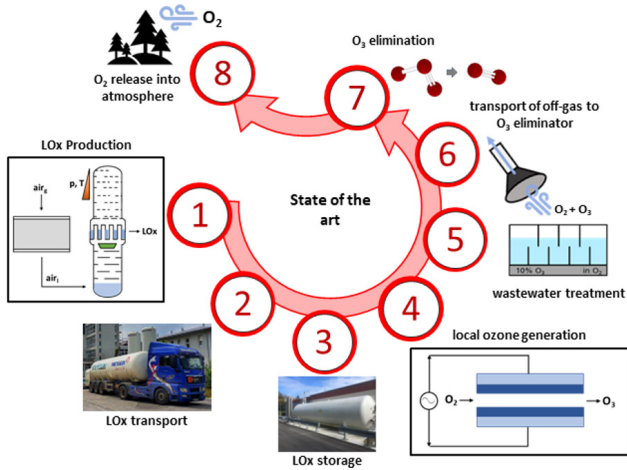 O₂
O₂ release into
atmosphere
8
O₃ elimination
7
transport of off-gas to
O₃ eliminator
6
O₂ + O₃
LOx Production
p, T
air₉
LOx
airₗ
1
State of the
art
5
10% O₃
in O₂
wastewater treatment
2
3
4
local ozone generation
O₂
O₃
LOx transport
LOx storage